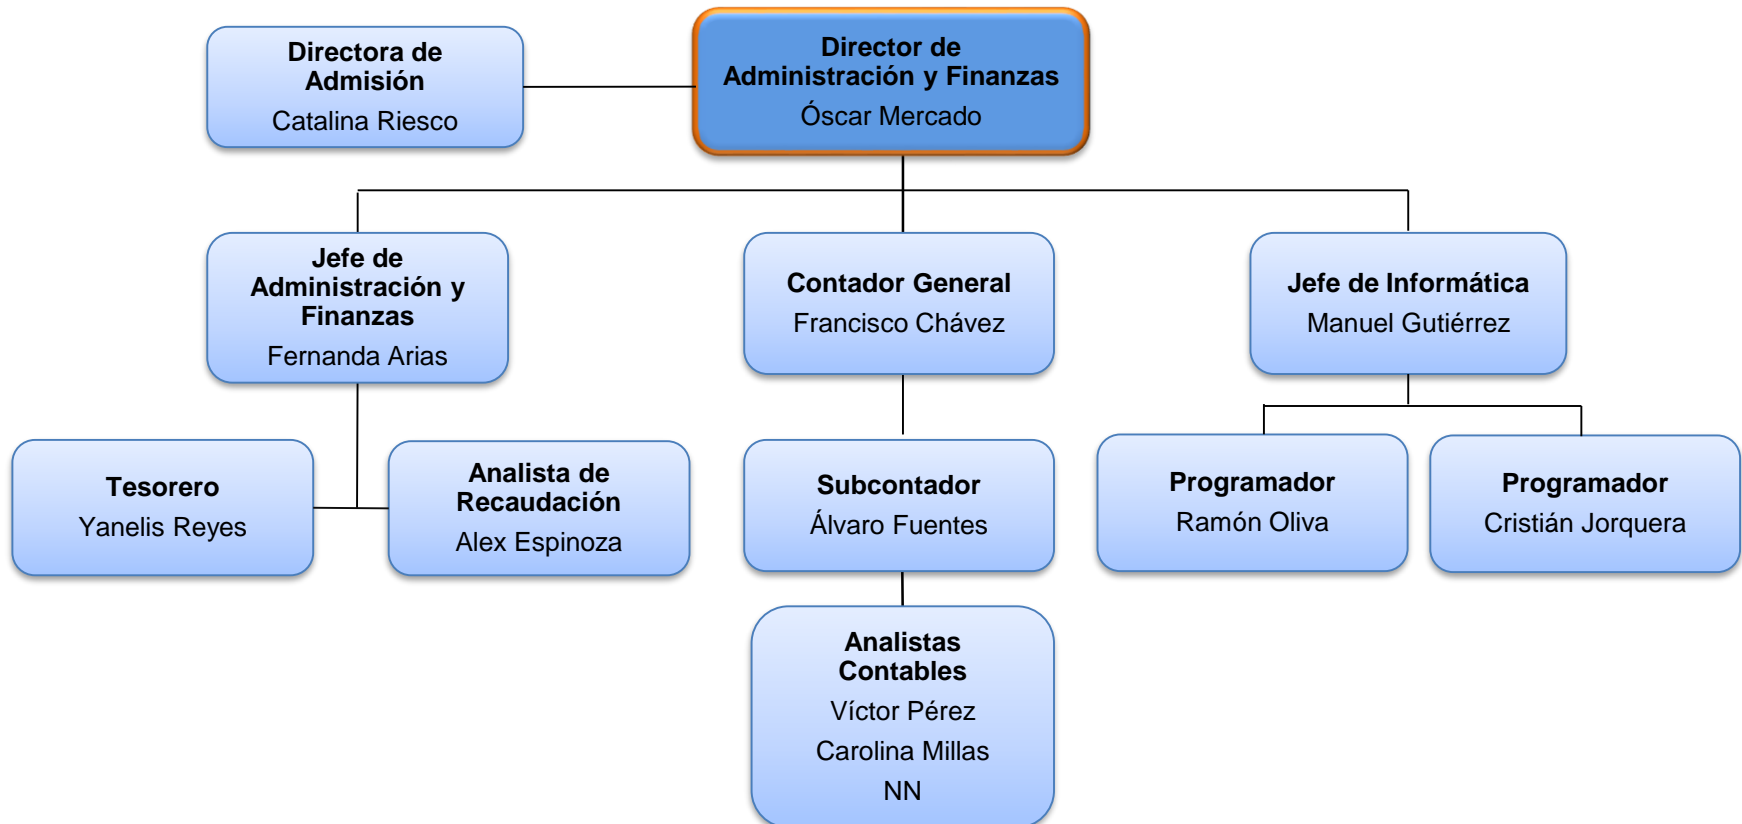 Directora de
Admisión
Catalina Riesco
Director de
Administración y Finanzas
Óscar Mercado
Jefe de
Administración y
Finanzas
Fernanda Arias
Contador General
Francisco Chávez
Jefe de Informática
Manuel Gutiérrez
Tesorero
Yanelis Reyes
Analista de
Recaudación
Alex Espinoza
Subcontador
Álvaro Fuentes
Programador
Ramón Oliva
Programador
Cristián Jorquera
Analistas
Contables
Víctor Pérez
Carolina Millas
NN